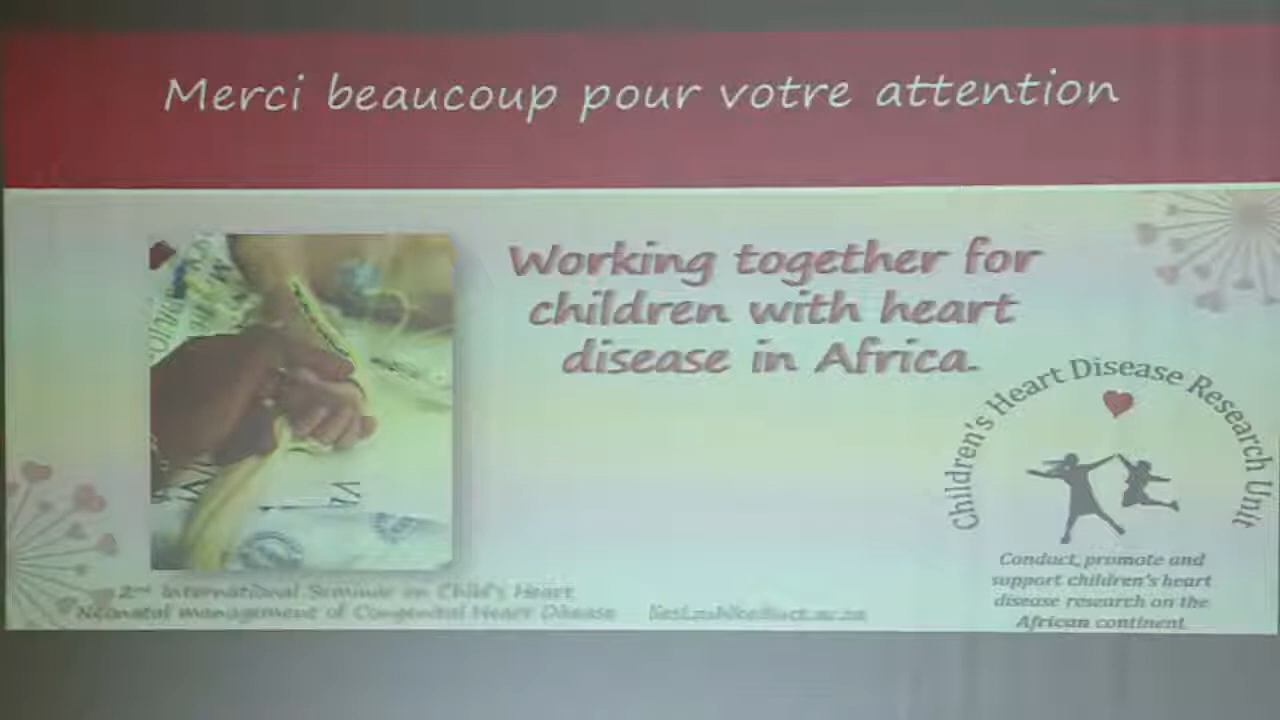 Merci beaucoup pour votre attention
Working together for
children with heart
disease in Africa.
Children's Heart Disease Research Unit
Conduct, promote and
support children's heart
disease research on the
African continent
2nd International Seminar on Child's Heart
Neonatal management of Congenital Heart Disease